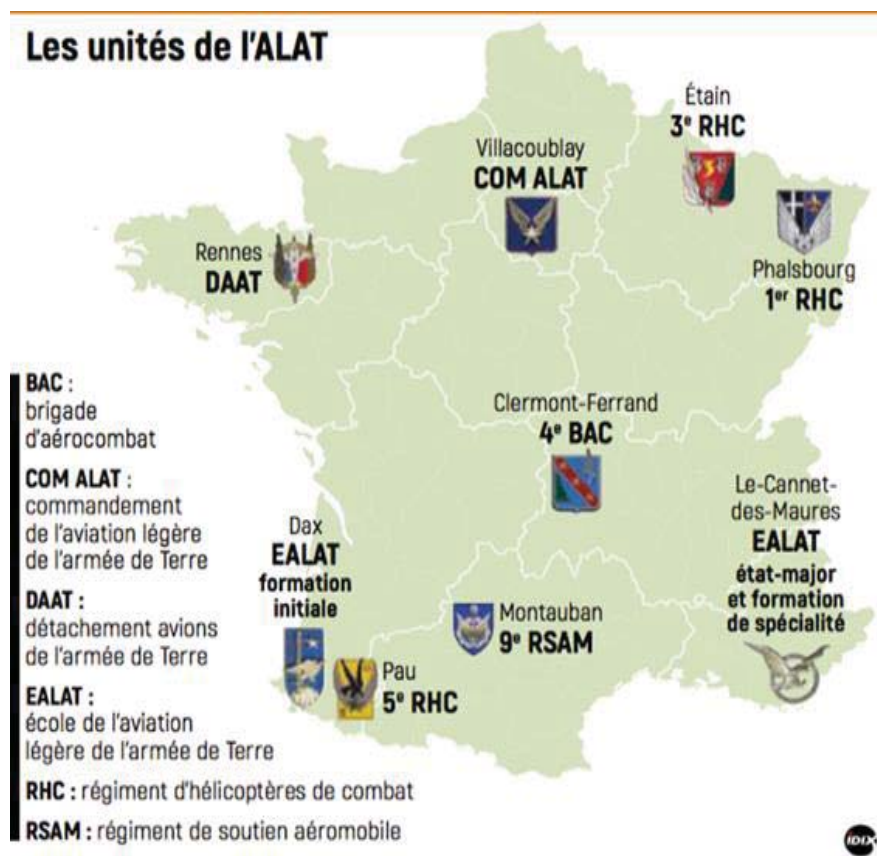 Les unités de l'ALAT
Étain
3e RHC
Villacoublay
COM ALAT
Rennes
DAAT
Phalsbourg
1er RHC
Clermont-Ferrand
4e BAC
Le-Cannet-
des-Maures
EALAT
état-major
et formation
de spécialité
Dax
EALAT
formation
initiale
Montauban
9e RSAM
Pau
5e RHC
BAC :
brigade
d'aérocombat
COM ALAT :
commandement
de l'aviation légère
de l'armée de Terre
DAAT :
détachement avions
de l'armée de Terre
EALAT :
école de l'aviation
légère de l'armée de Terre
RHC : régiment d'hélicoptères de combat
RSAM : régiment de soutien aéromobile
IDIX